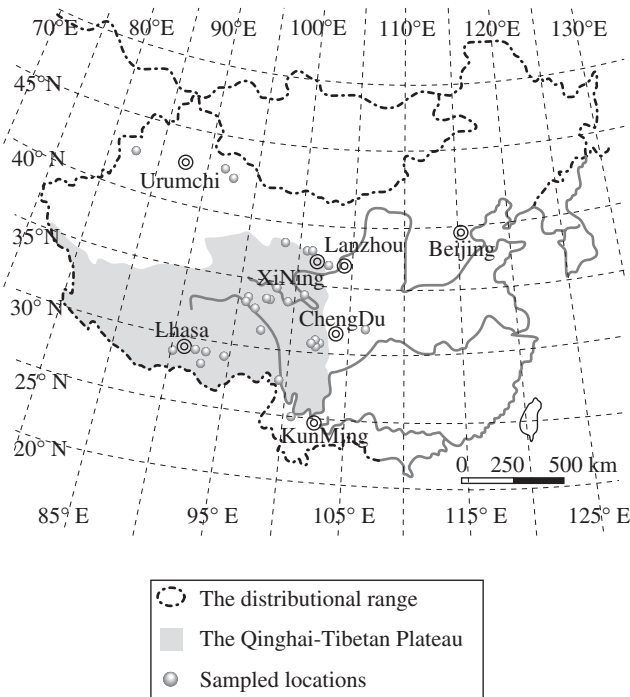 70°E 80°E 90°E 100°E 110°E 120°E 130°E
45°N
40° N
Urumchi
35° N
Lanzhou
Beijing
XiNing
30° N
ChengDu
Lhasa
25° N
KunMing
20° N
0 250 500 km
85° E 95° E 105°E 115°E 125°E
The distributional range
The Qinghai-Tibetan Plateau
Sampled locations